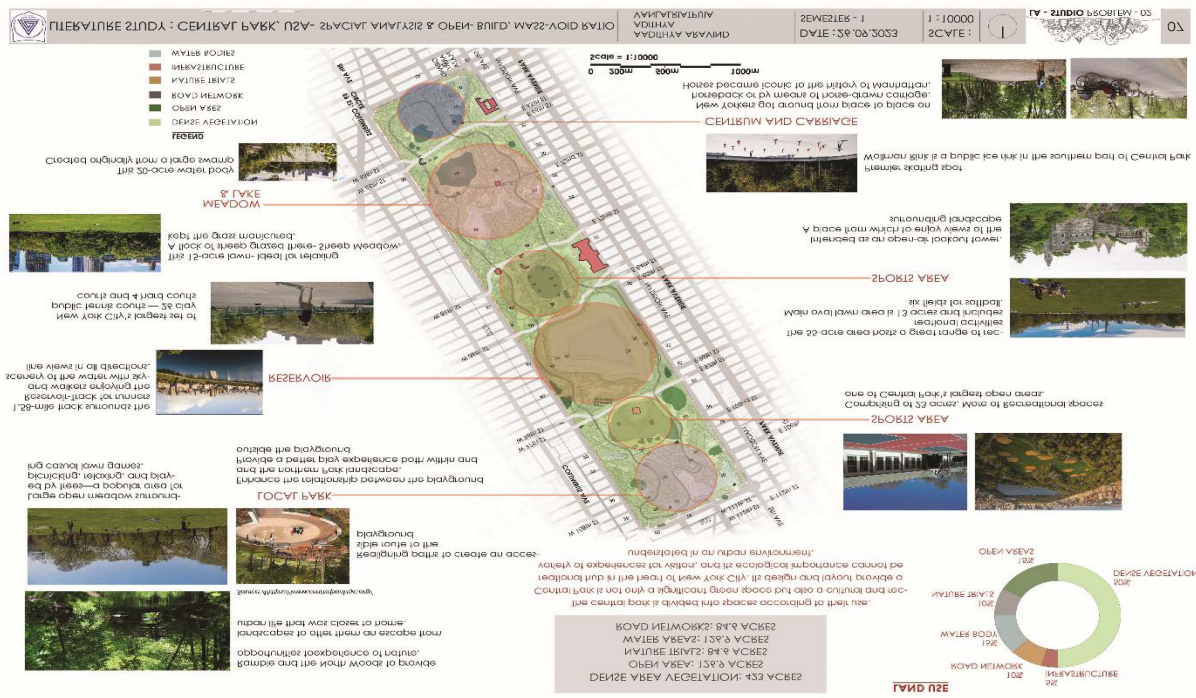 LAND USE
INFRASTRUCTURE
5%
ROAD NETWORK
10%
WATER BODY
15%
NATURE TRIALS
10%
OPEN AREAS
15%
DENSE VEGETATION
50%
DENSE AREA VEGETATION: 423 ACRES
OPEN AREA: 126.9 ACRES
NATURE TRIALS: 84.6 ACRES
WATER AREAS: 126.9 ACRES
ROAD NETWORKS: 84.6 ACRES
The central park is divided into spaces according to their use.
Central Park is not only a significant green space but also a cultural and rec-
reational hub in the heart of New York City. Its design and layout provide a
variety of experiences for visitors, and its ecological importance cannot be
understated in an urban environment.
Ramble and the North Woods to provide
opportunities toexperience of nature.
landscapes to offer them an escape from
urban life that was closer to home.
Realigning paths to create an acces-
sible route to the
playground
Large open meadow surround-
ed by trees—a popular area for
picnicking, relaxing, and play-
ing casual lawn games.
LOCAL PARK
Enhance the relationship between the playground
and the northern Park landscape.
Provide a better play experience both within and
outside the playground
SPORTS AREA
Comprising of 23 acres. More of Recreational spaces
one of Central Park's largest open areas.
1.58-mile track surrounds the
Reservoir-track for runners
and walkers enjoying the
scenery of the water with sky-
line views in all directions.
RESERVOIR
The 55-acre area hosts a great range of rec-
reational activities
Main oval lawn area is 13 acres and includes
six fields for softball.
New York City's largest set of
public tennis courts — 26 clay
courts and 4 hard courts
SPORTS AREA
Intended as an open-air lookout tower.
A place from which to enjoy views of the
surrounding landscape
This 15-acre lawn- Ideal for relaxing
A flock of sheep grazed there- Sheep Meadow,
kept the grass manicured.
MEADOW
& LAKE
Premier skating spot
Wollman Rink is a public ice rink in the southern part of Central Park
This 20-acre water body
Created originally from a large swamp
CENTRUM AND CARRIAGE
New Yorkers got around from place to place on
horseback or by means of horse-drawn carriage.
Horses became iconic to the history of Manhattan.
LEGEND
DENSE VEGETATION
OPEN ARES
ROAD NETWORK
NATURE TRIALS
INFRASTRUCTURE
WATER BODIES
0 200m 500m 1000m
Scale = 1:10000
LITERATURE STUDY : CENTRAL PARK, USA- SPACIAL ANALYSIS & OPEN- BUILD, MASS-VOID RATIO
AADITHYA ARAVIND
ADITHYA
VANLALRIATPUIA
DATE :26.09.2023
SEMESTER - 1
SCALE :
1 :10000
LA - STUDIO PROBLEM - 02
07